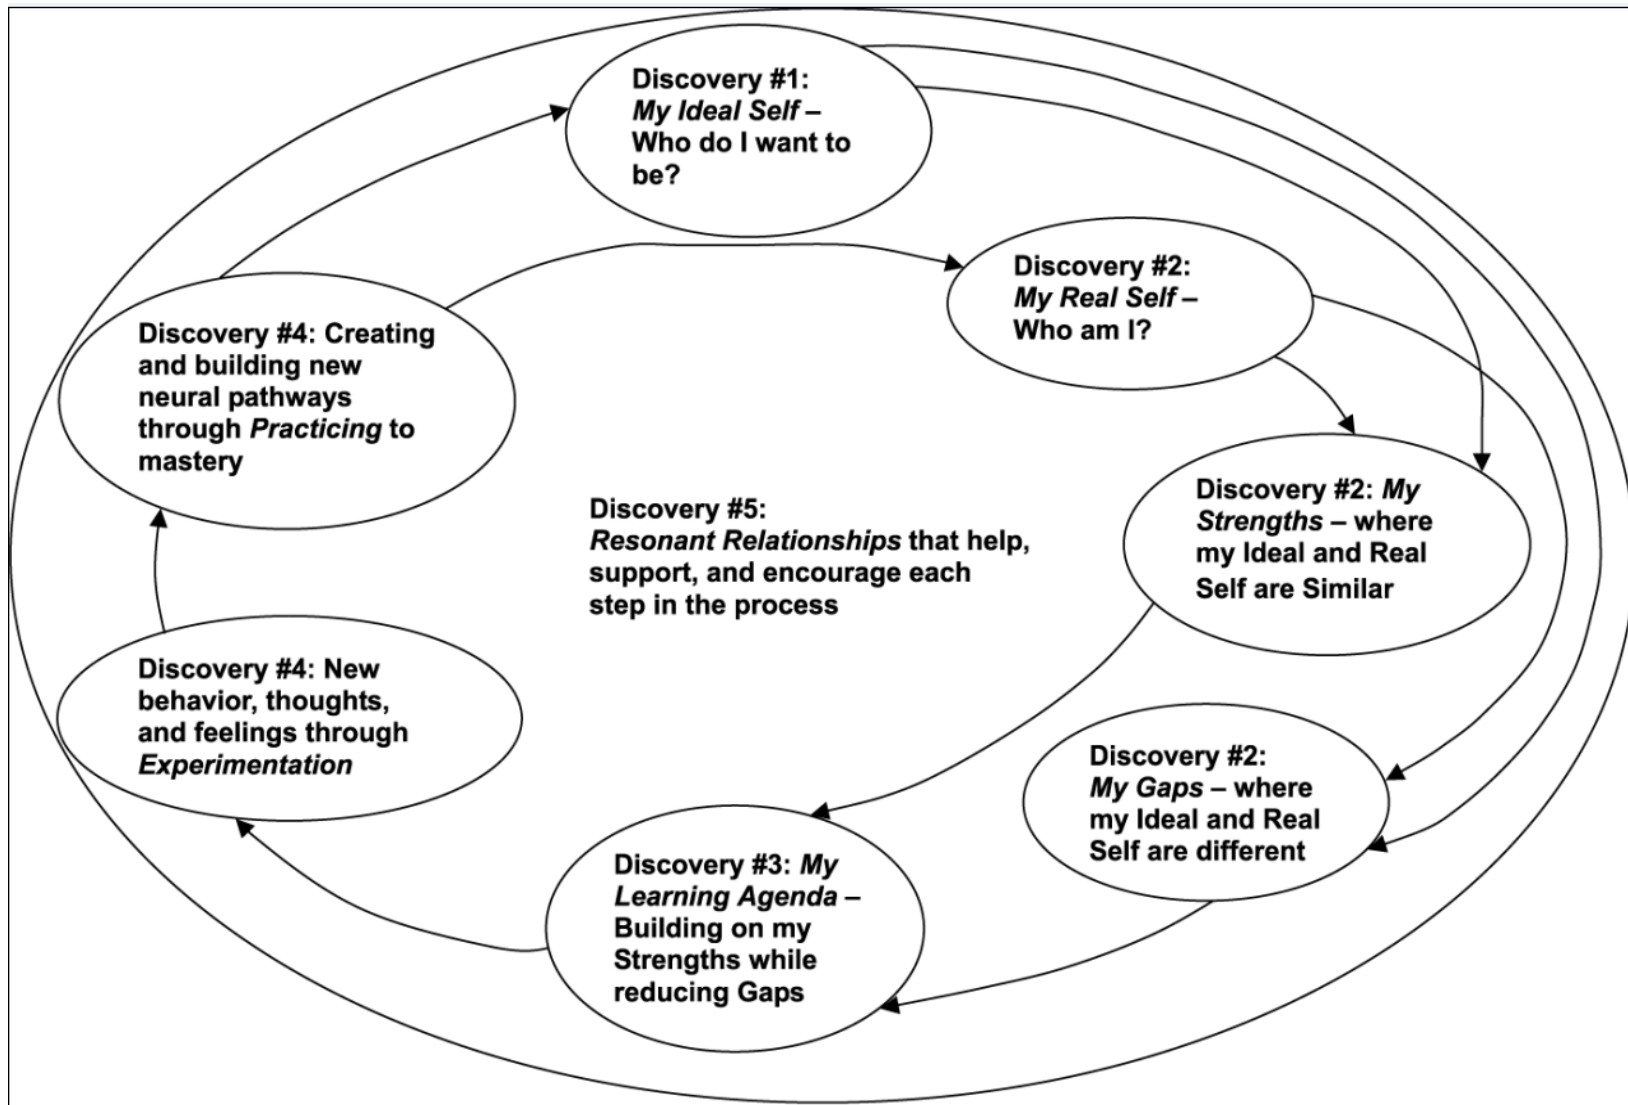 Discovery #1:
My Ideal Self –
Who do I want to
be?
Discovery #2:
My Real Self –
Who am I?
Discovery #2: My
Strengths – where
my Ideal and Real
Self are Similar
Discovery #2:
My Gaps – where
my Ideal and Real
Self are different
Discovery #3: My
Learning Agenda –
Building on my
Strengths while
reducing Gaps
Discovery #4: New
behavior, thoughts,
and feelings through
Experimentation
Discovery #4: Creating
and building new
neural pathways
through Practicing to
mastery
Discovery #5:
Resonant Relationships that help,
support, and encourage each
step in the process